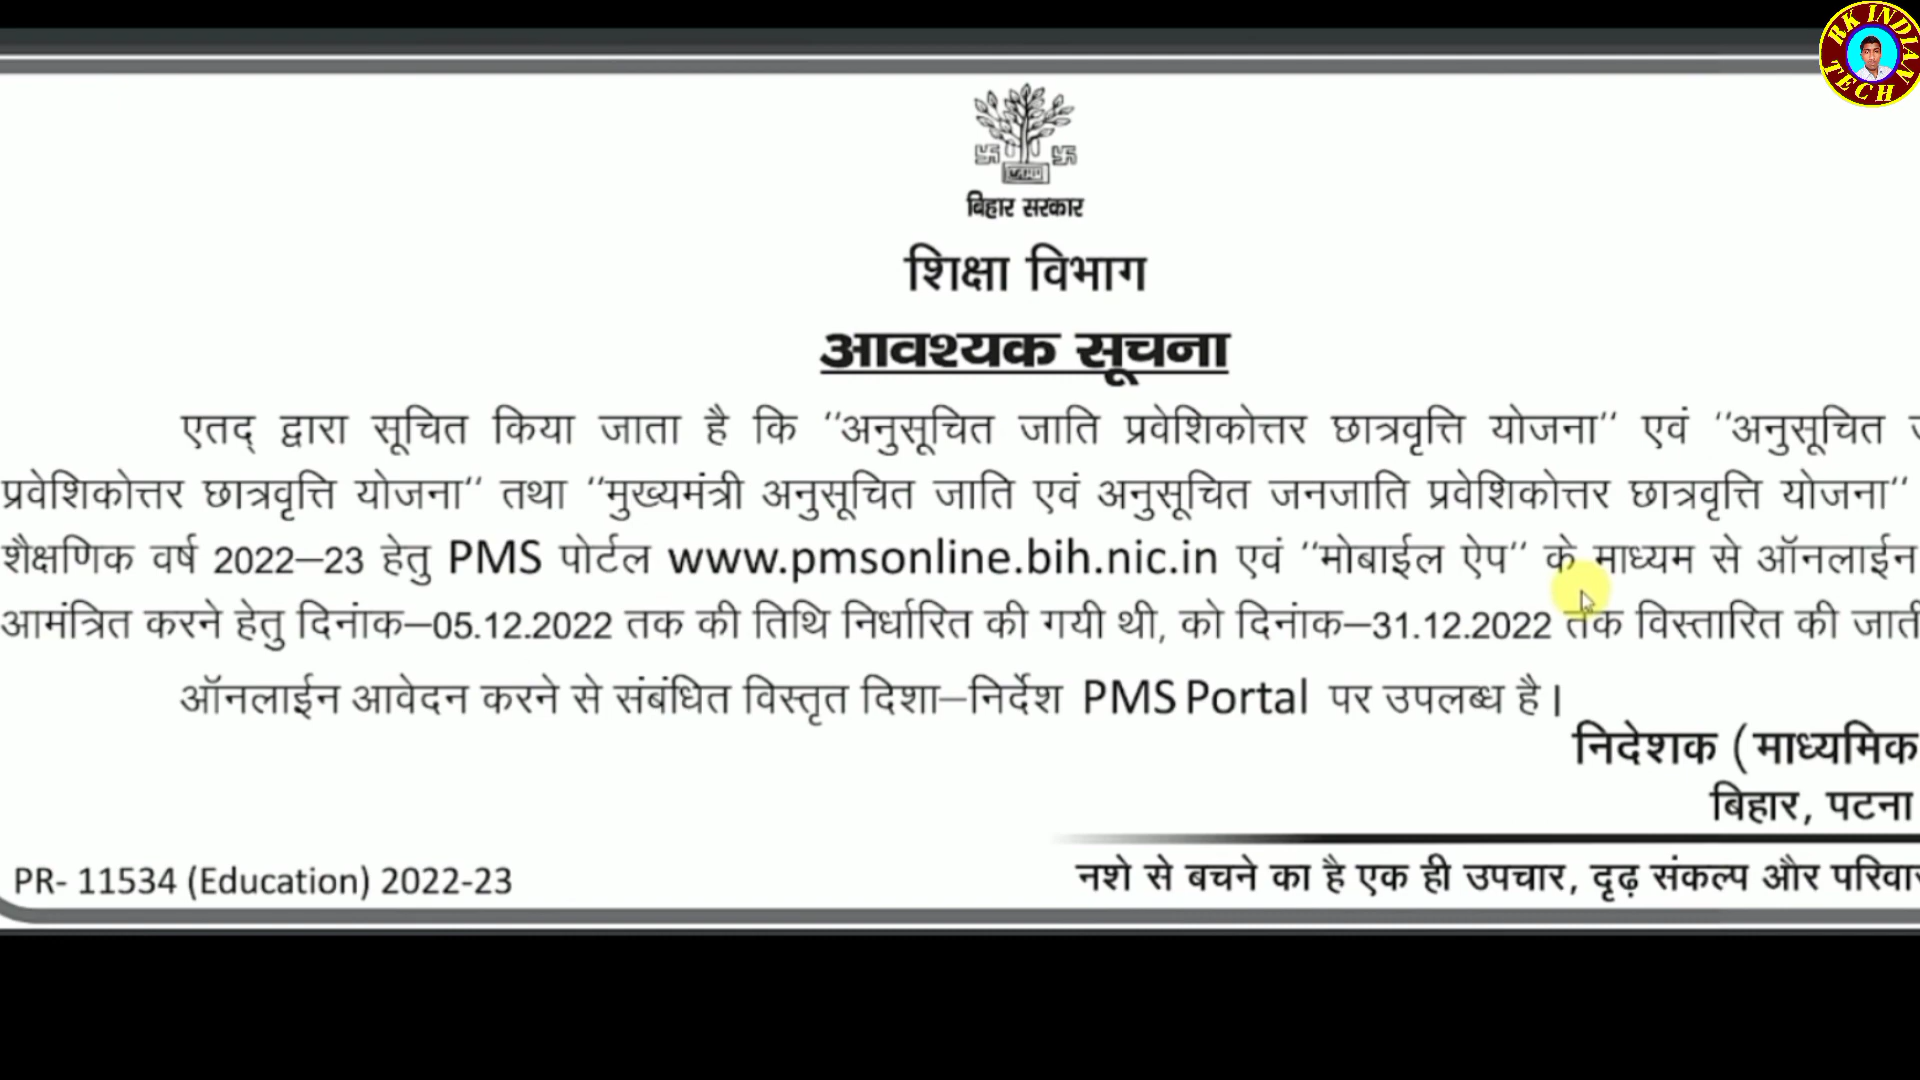 RK INDIAN
TECH
बिहार सरकार
शिक्षा विभाग
आवश्यक सूचना
एतद् द्वारा सूचित किया जाता है कि "अनुसूचित जाति प्रवेशिकोत्तर छात्रवृत्ति योजना" एवं "अनुसूचित
प्रवेशिकोत्तर छात्रवृत्ति योजना" तथा "मुख्यमंत्री अनुसूचित जाति एवं अनुसूचित जनजाति प्रवेशिकोत्तर छात्रवृत्ति योजना"
शैक्षणिक वर्ष 2022–23 हेतु PMS पोर्टल www.pmsonline.bih.nic.in एवं "मोबाईल ऐप" के माध्यम से ऑनलाईन
आमंत्रित करने हेतु दिनांक–05.12.2022 तक की तिथि निर्धारित की गयी थी, को दिनांक–31.12.2022 तक विस्तारित की जाती
ऑनलाईन आवेदन करने से संबंधित विस्तृत दिशा–निर्देश PMS Portal पर उपलब्ध है।
निदेशक (माध्यमिक
बिहार, पटना
PR- 11534 (Education) 2022-23
नशे से बचने का है एक ही उपचार, दृढ़ संकल्प और परिवार